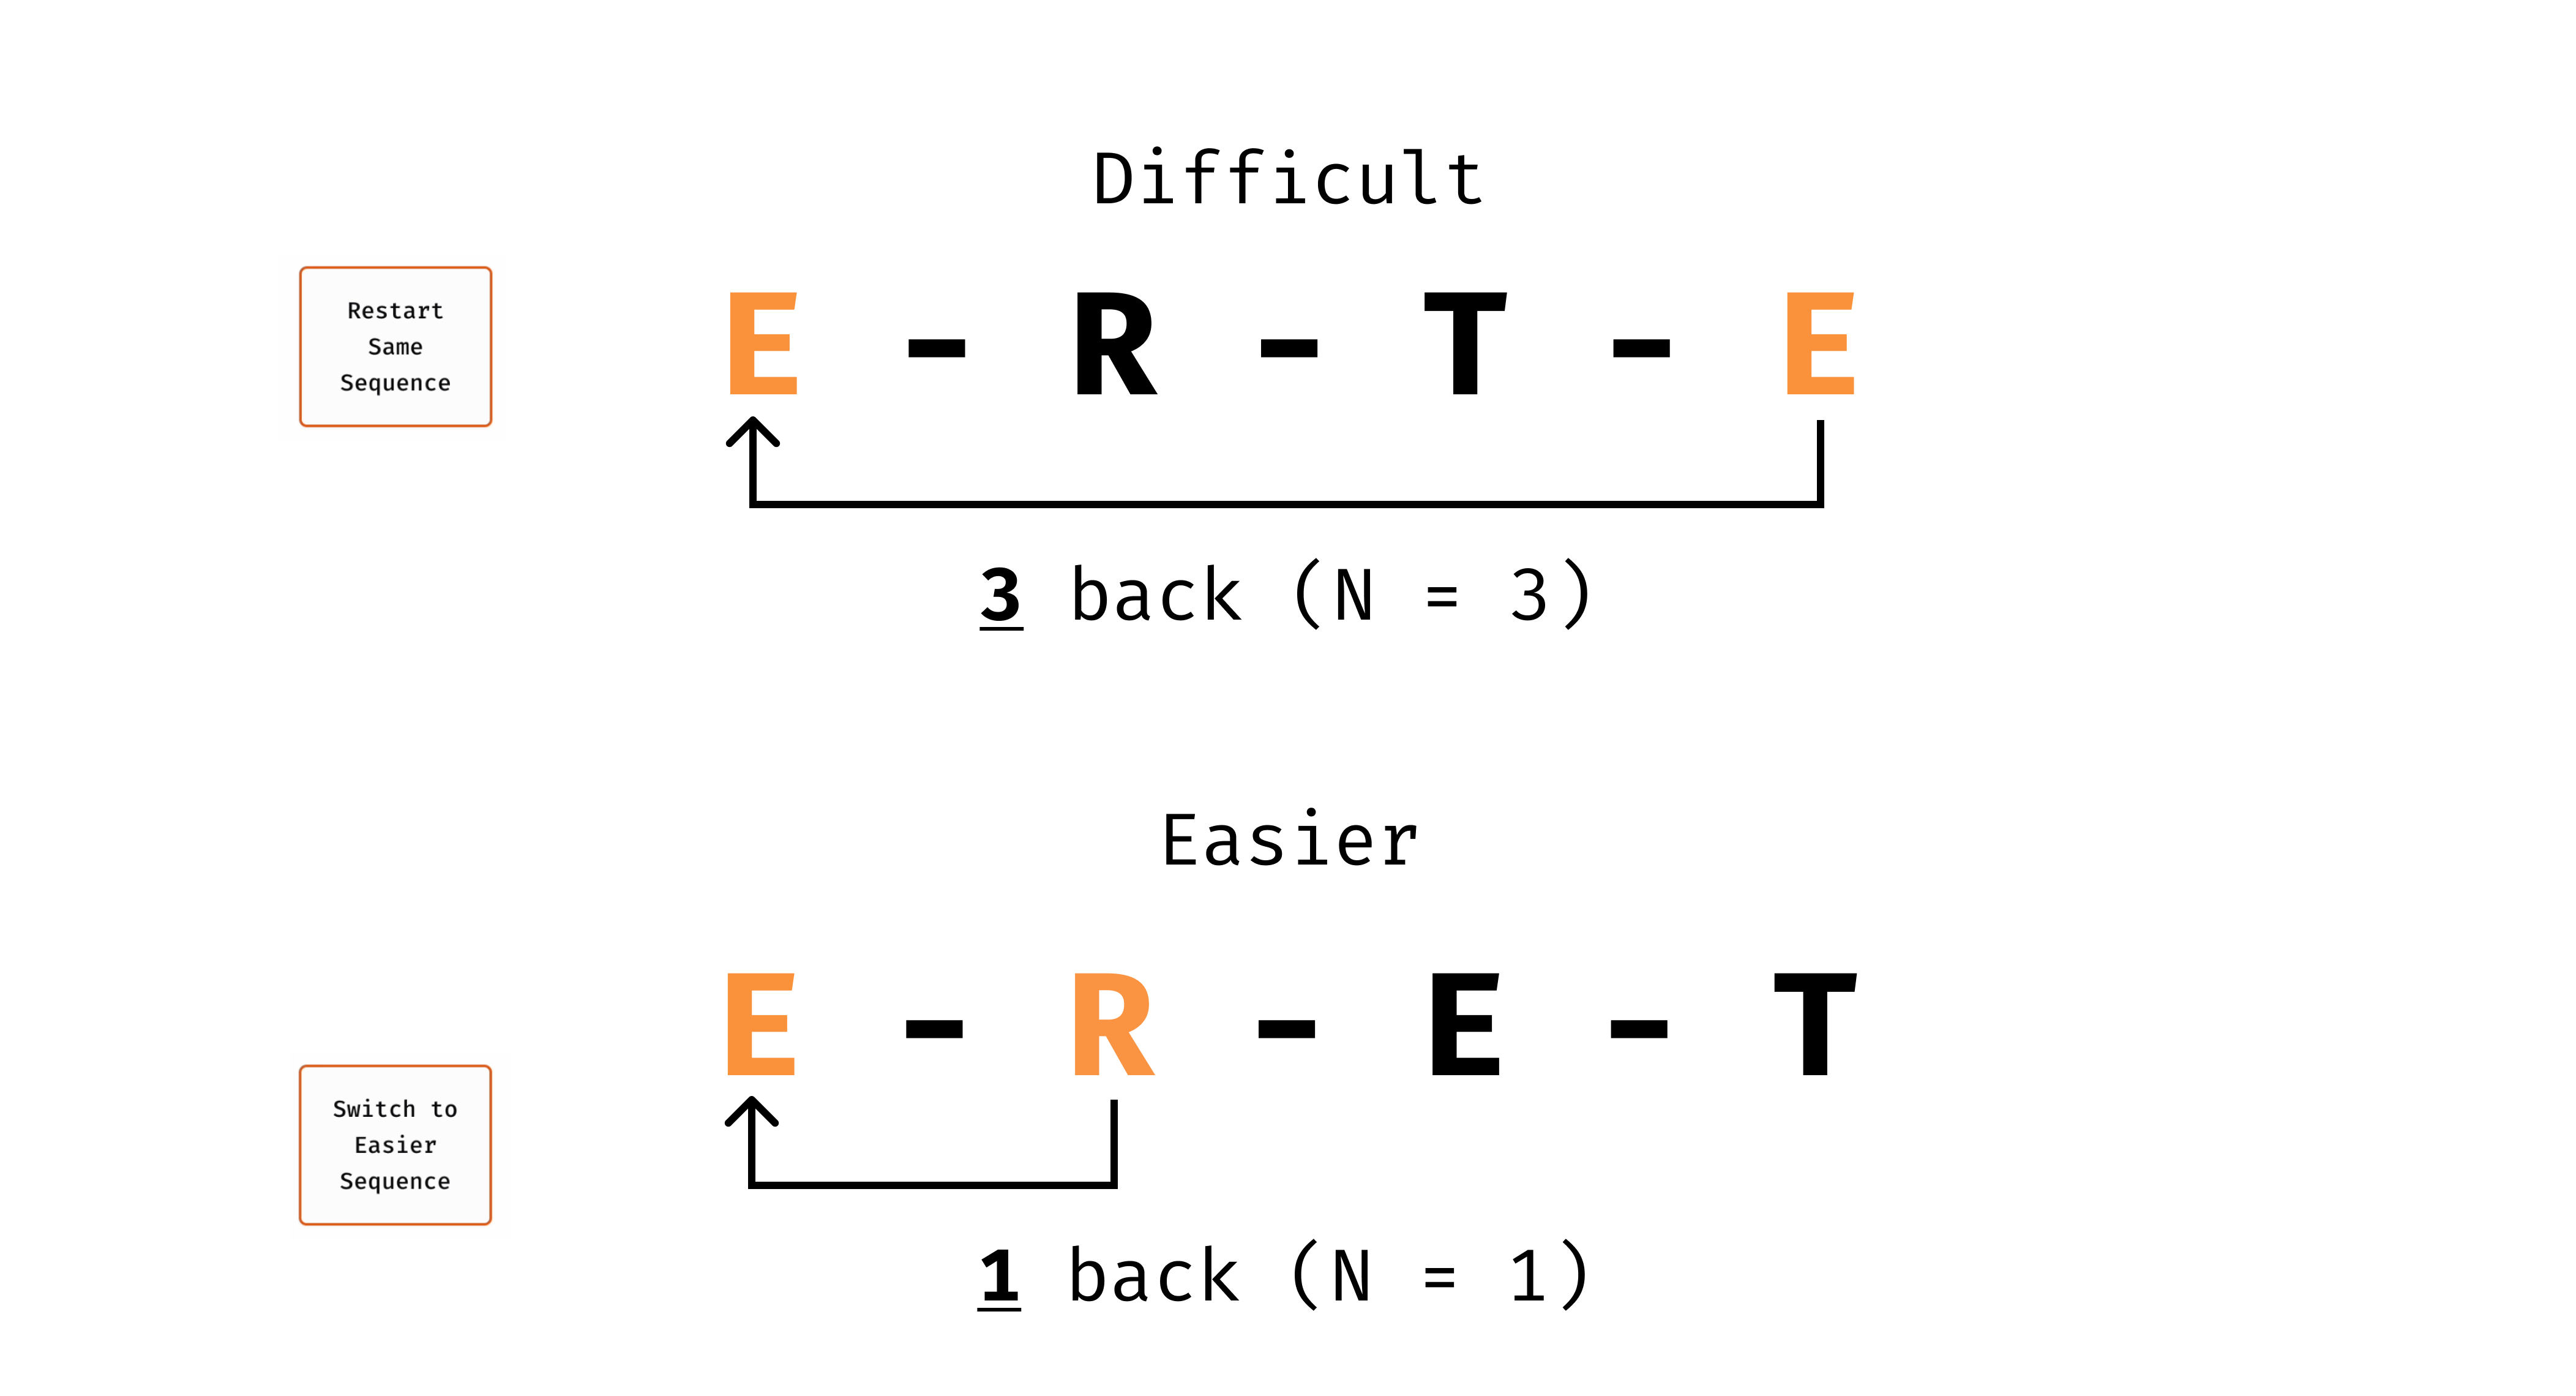 Difficult
Restart
Same
Sequence
E - R - T - E
3 back (N = 3)
Easier
E - R - E - T
Switch to
Easier
Sequence
1 back (N = 1)